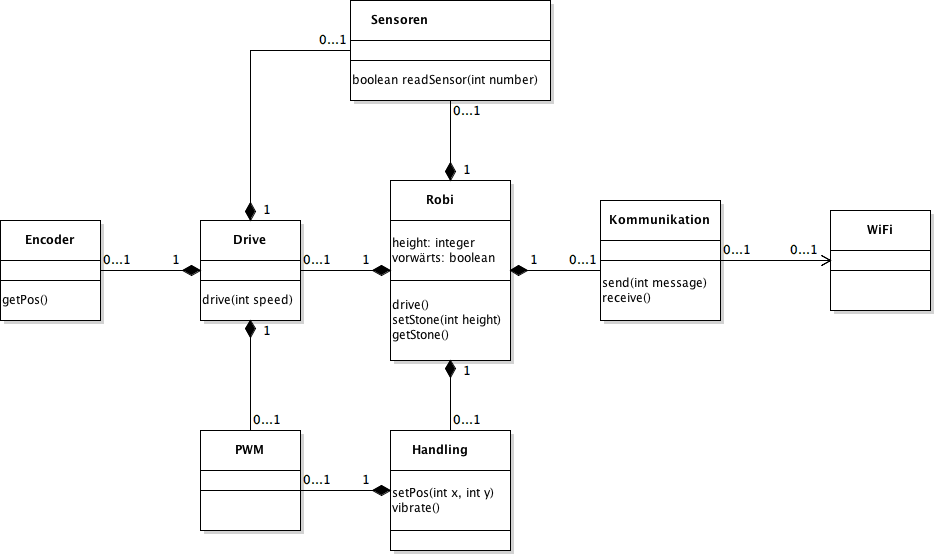 Sensoren
0...1
boolean readSensor(int number)
0...1
1
Robi
Kommunikation
1
WiFi
Encoder
Drive
height: integer
vorwärts: boolean
0...1
0...1
0...1
1
0...1
1
1
0...1
send(int message)
receive()
getPos()
drive(int speed)
drive()
setStone(int height)
getStone()
1
1
0...1
0...1
PWM
Handling
0...1
1
setPos(int x, int y)
vibrate()